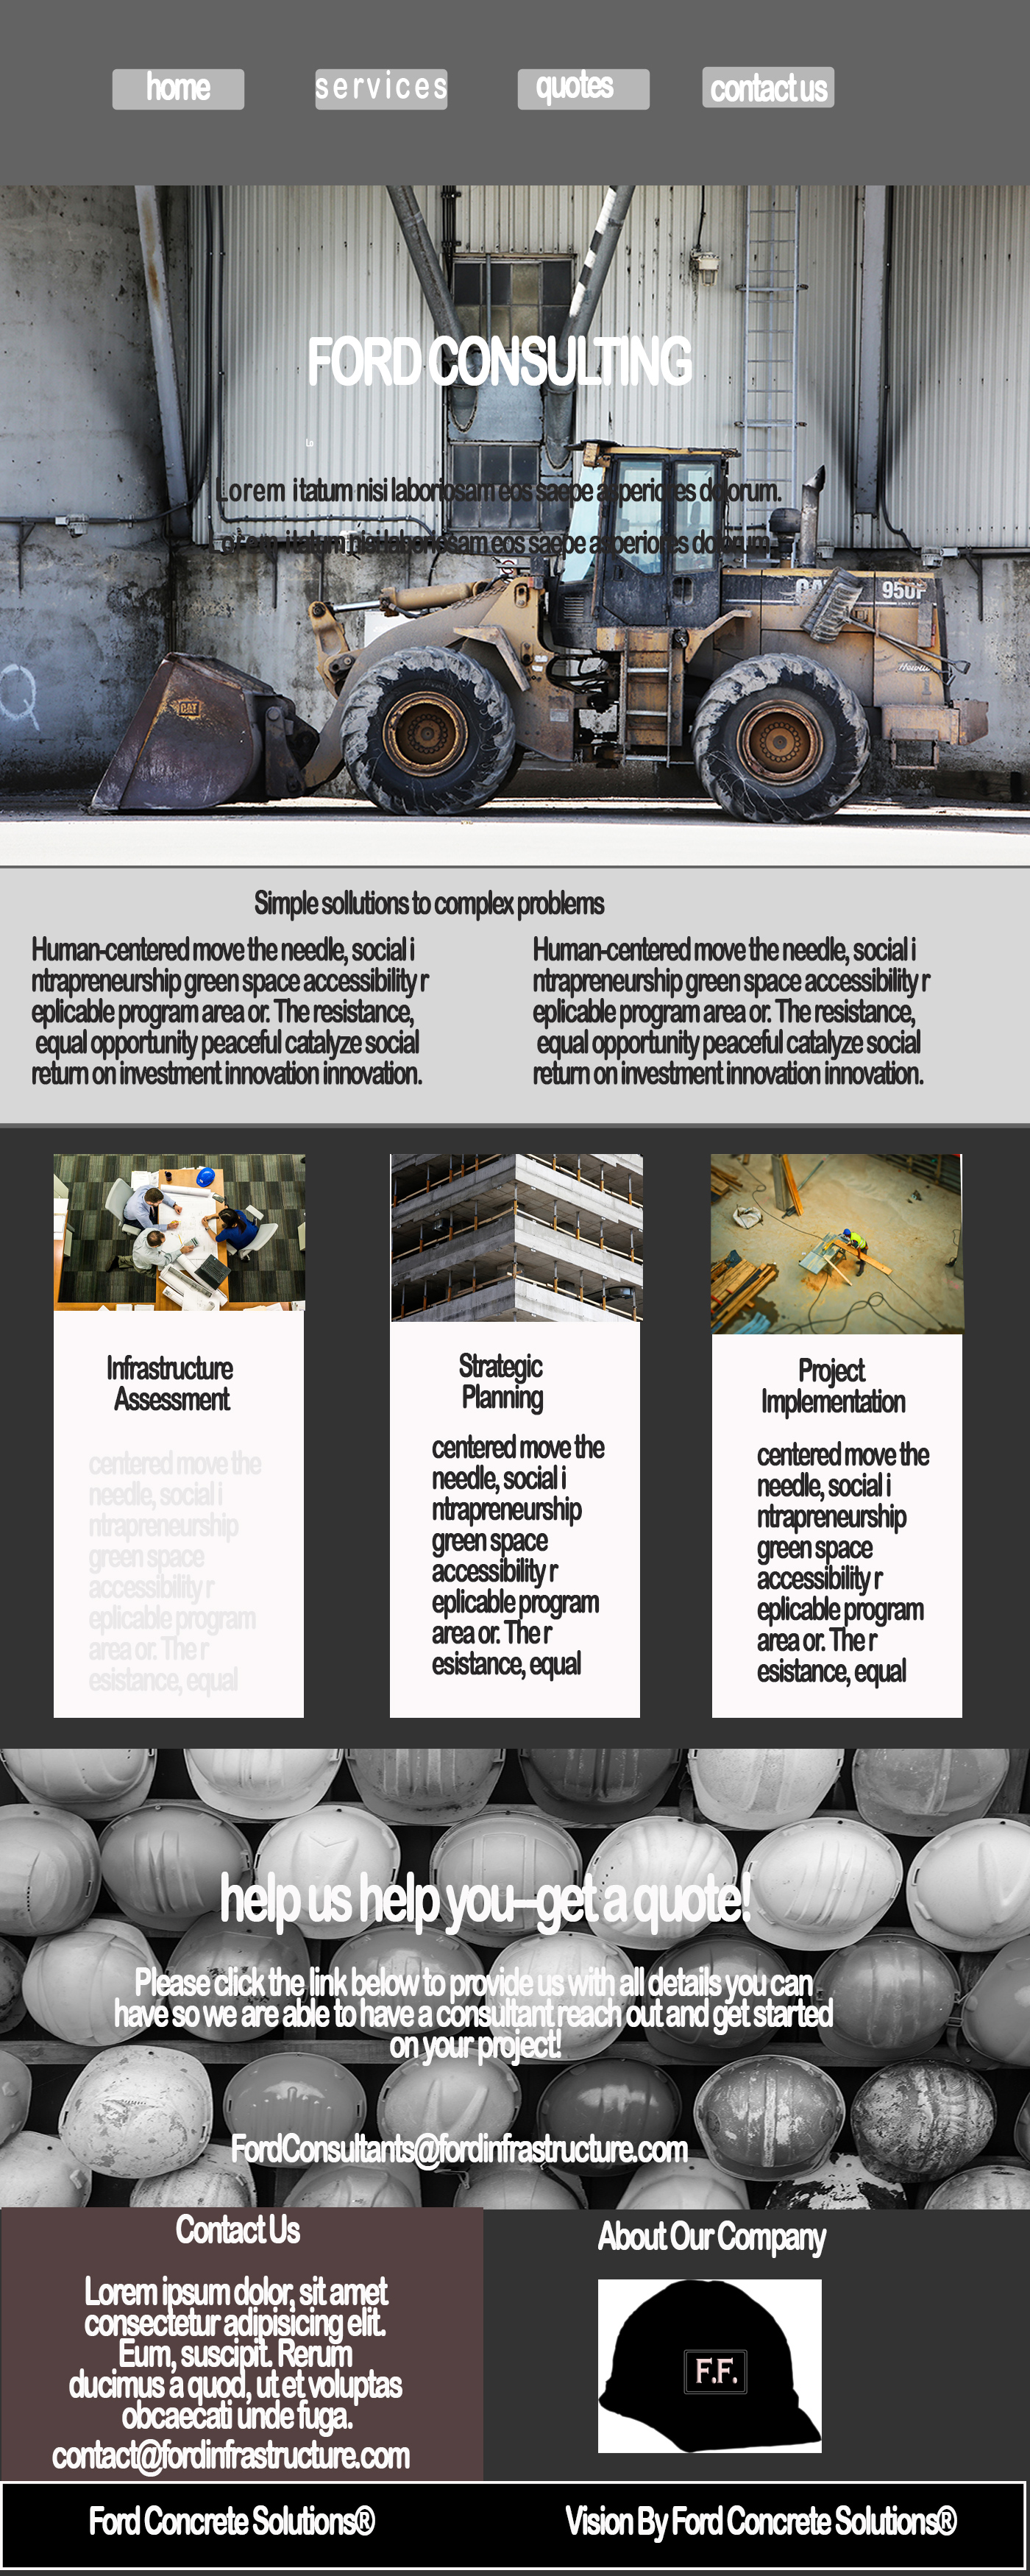 home
services
quotes
contact us
FORD CONSULTING
Lo
Lorem itatum nisi laboriosam eos saepe asperiores dolorum.
Lorem itatum nisi laboriosam eos saepe asperiores dolorum.
CAT
950F
Hewitt
1
Q
CAT
Simple sollutions to complex problems
Human-centered move the needle, social i
ntrapreneurship green space accessibility r
eplicable program area or. The resistance,
equal opportunity peaceful catalyze social
return on investment innovation innovation.
Human-centered move the needle, social i
ntrapreneurship green space accessibility r
eplicable program area or. The resistance,
equal opportunity peaceful catalyze social
return on investment innovation innovation.
Infrastructure
Assessment
centered move the
needle, social i
ntrapreneurship
green space
accessibility r
eplicable program
area or. The r
esistance, equal
Strategic
Planning
centered move the
needle, social i
ntrapreneurship
green space
accessibility r
eplicable program
area or. The r
esistance, equal
Project
Implementation
centered move the
needle, social i
ntrapreneurship
green space
accessibility r
eplicable program
area or. The r
esistance, equal
help us help you--get a quote!
Please click the link below to provide us with all details you can
have so we are able to have a consultant reach out and get started
on your project!
FordConsultants@fordinfrastructure.com
Contact Us
Lorem ipsum dolor, sit amet
consectetur adipisicing elit.
Eum, suscipit. Rerum
ducimus a quod, ut et voluptas
obcaecati unde fuga.
contact@fordinfrastructure.com
About Our Company
F.F.
Ford Concrete Solutions®
Vision By Ford Concrete Solutions®